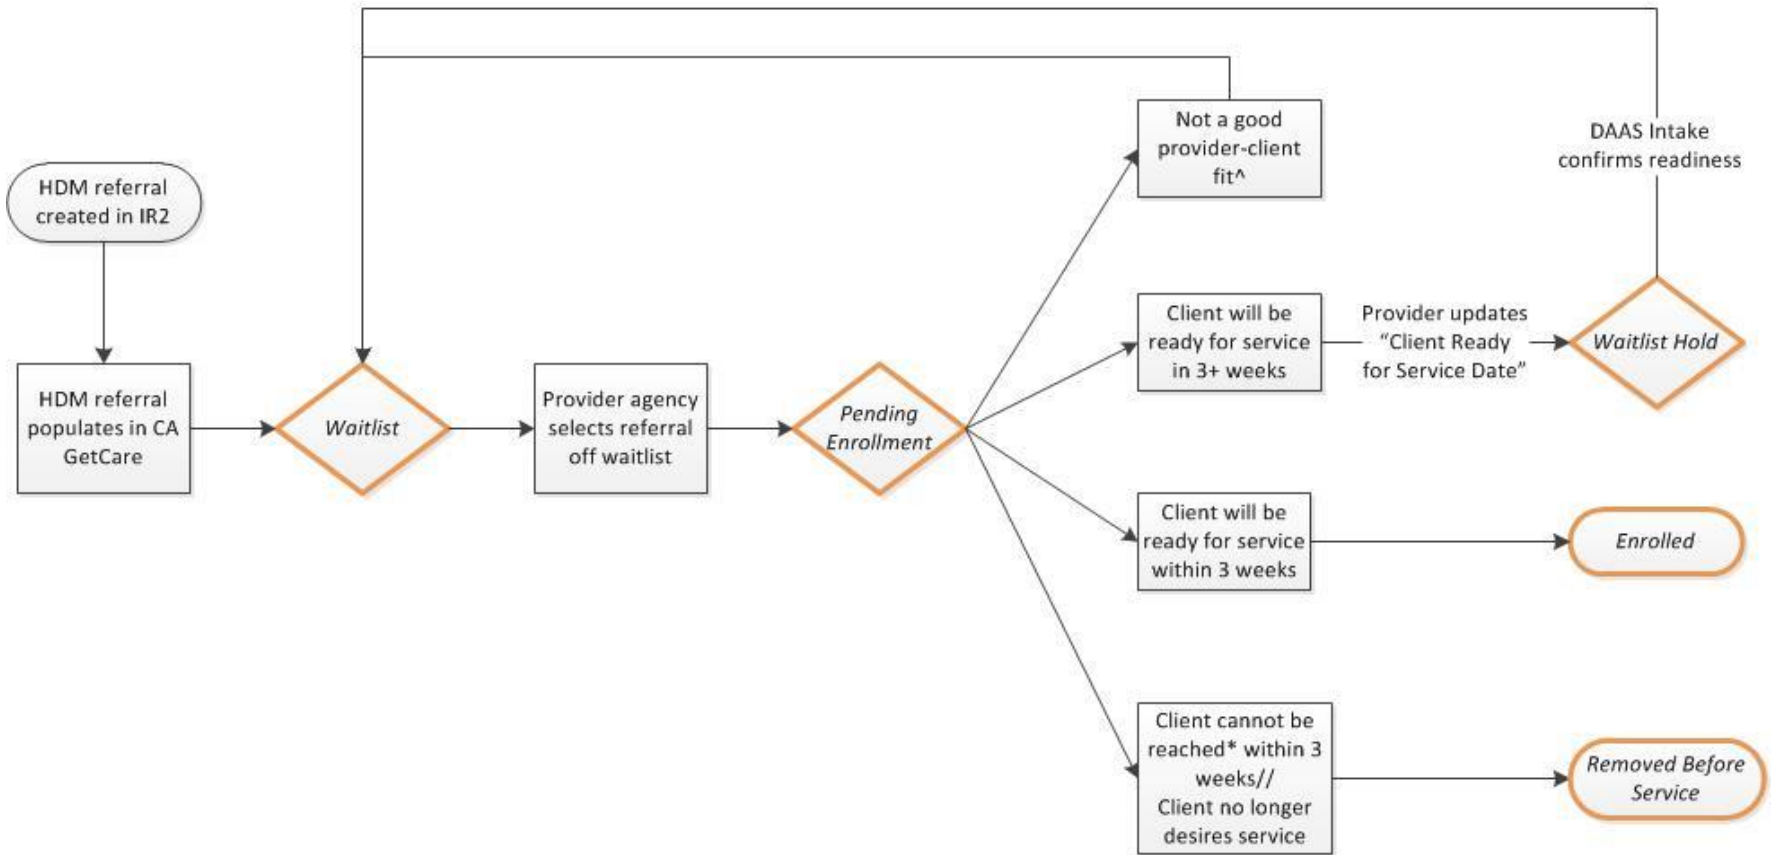 HDM referral
created in IR2
HDM referral
populates in CA
GetCare
Waitlist
Provider agency
selects referral
off waitlist
Pending
Enrollment
Not a good
provider-client
fit^
Client will be
ready for service
in 3+ weeks
Provider updates
“Client Ready
for Service Date”
Waitlist Hold
DAAS Intake
confirms readiness
Client will be
ready for service
within 3 weeks
Enrolled
Client cannot be
reached* within 3
weeks//
Client no longer
desires service
Removed Before
Service